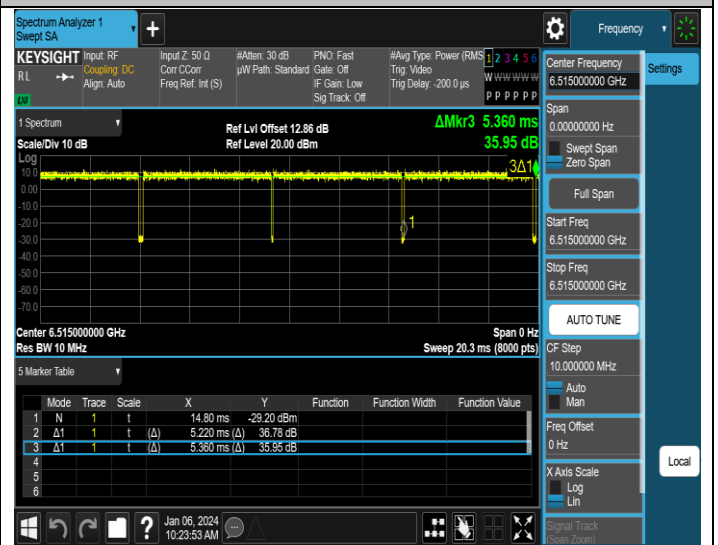 Spectrum Analyzer 1
Swept SA
+
Frequency
KEYSIGHT
RL
Input: RF
Coupling: DC
Align: Auto
Input Z: 50 Ω
Corr CCorr
Freq Ref: Int (S)
#Atten: 30 dB
µW Path: Standard
PNO: Fast
Gate: Off
IF Gain: Low
Sig Track: Off
#Avg Type: Power (RMS
Trig: Video
Trig Delay: -200.0 µs
1 2 3 4 5 6
W W W W W W
P P P P P P
LXI
1 Spectrum
Scale/Div 10 dB
Ref Lvl Offset 12.86 dB
Ref Level 20.00 dBm
ΔMkr3 5.360 ms
35.95 dB
Log
10.0
0.00
-10.0
-20.0
-30.0
-40.0
-50.0
-60.0
-70.0
3Δ1
1
Center 6.515000000 GHz
Res BW 10 MHz
Span 0 Hz
Sweep 20.3 ms (8000 pts)
5 Marker Table
Mode Trace Scale X Y Function Function Width Function Value
1 N 1 t 14.80 ms -29.20 dBm
2 Δ1 1 t (Δ) 5.220 ms (Δ) 36.78 dB
3 Δ1 1 t (Δ) 5.360 ms (Δ) 35.95 dB
4
5
6
?
Jan 06, 2024
10:23:53 AM
Center Frequency
6.515000000 GHz
Span
0.00000000 Hz
Swept Span
Zero Span
Full Span
Start Freq
6.515000000 GHz
Stop Freq
6.515000000 GHz
AUTO TUNE
CF Step
10.000000 MHz
Auto
Man
Freq Offset
0 Hz
X Axis Scale
Log
Lin
Signal Track
(Span Zoom)
Settings
Local